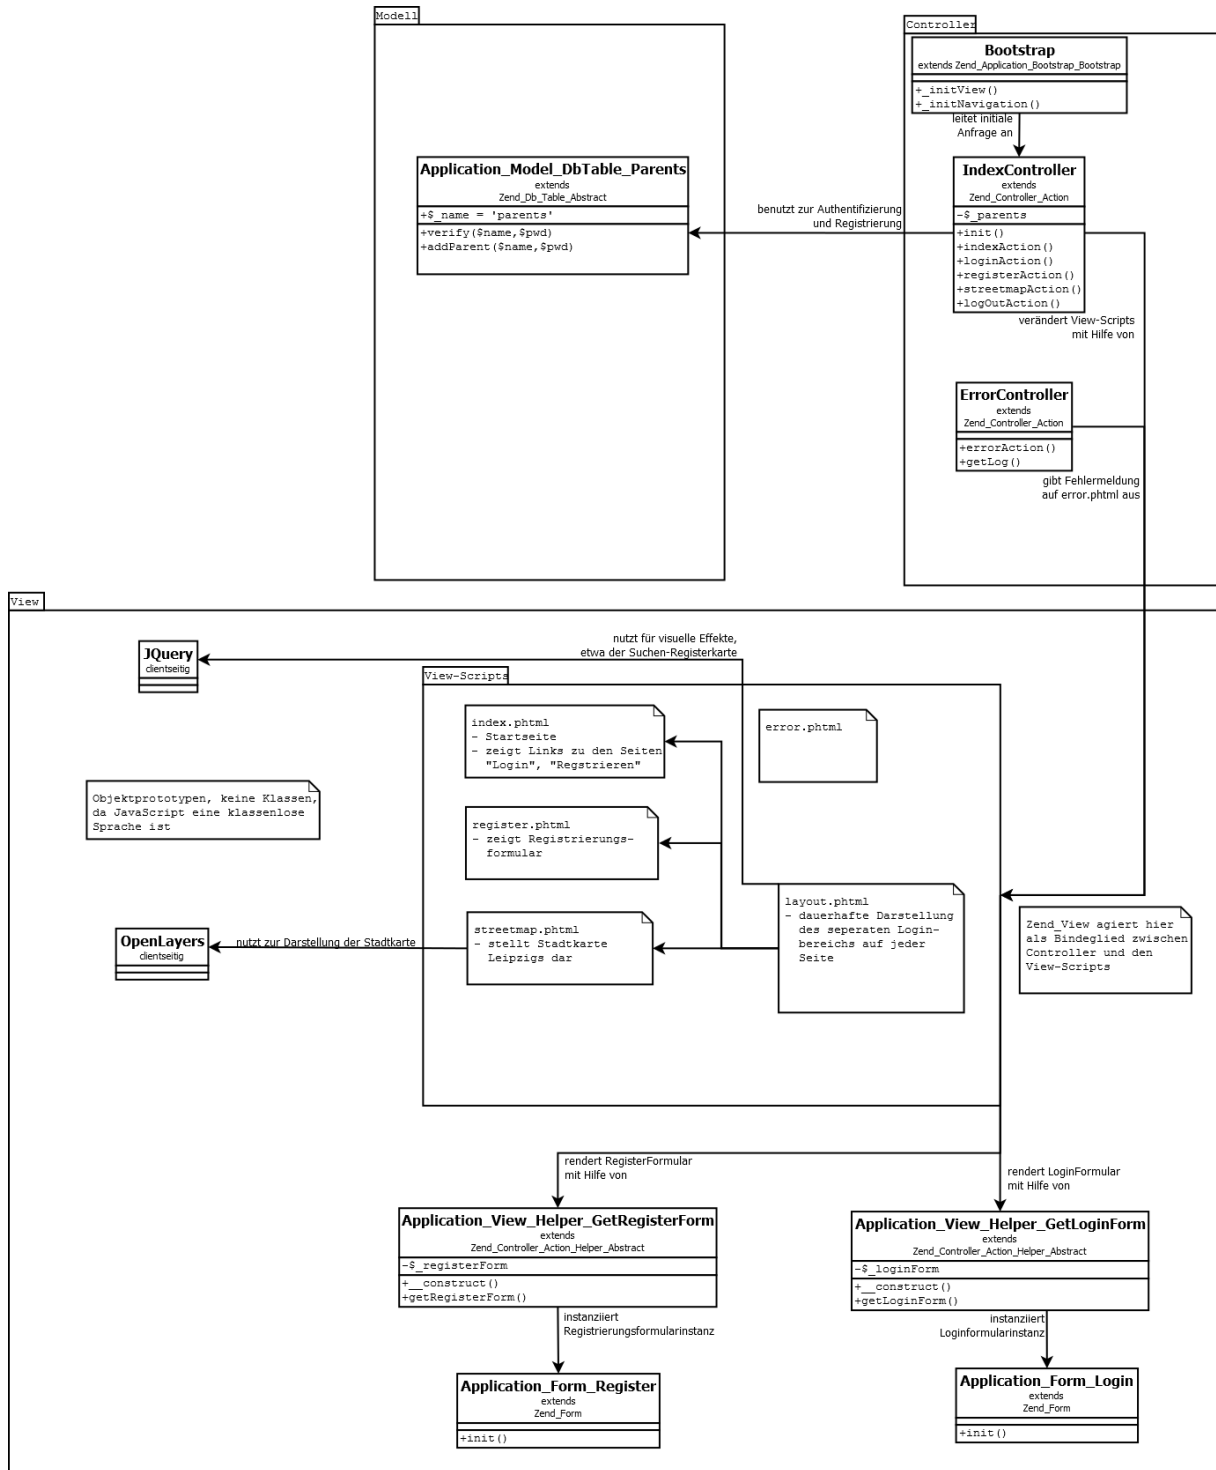 Modell
Application_Model_DbTable_Parents
extends
Zend_Db_Table_Abstract
+$_name = 'parents'
+verify($name,$pwd)
+addParent($name,$pwd)
Controller
Bootstrap
extends Zend_Application_Bootstrap_Bootstrap
+_initView()
+_initNavigation()
leitet initiale
Anfrage an
IndexController
extends
Zend_Controller_Action
-$_parents
+init()
+indexAction()
+loginAction()
+registerAction()
+streetmapAction()
+logOutAction()
benutzt zur Authentifizierung
und Registrierung
verändert View-Scripts
mit Hilfe von
ErrorController
extends
Zend_Controller_Action
+errorAction()
+getLog()
gibt Fehlermeldung
auf error.phtml aus
View
JQuery
clientseitig
nutzt für visuelle Effekte,
etwa der Suchen-Registerkarte
View-Scripts
index.phtml
- Startseite
- zeigt Links zu den Seiten
"Login", "Regstrieren"
error.phtml
Objektprototypen, keine Klassen,
da JavaScript eine klassenlose
Sprache ist
register.phtml
- zeigt Registrierungs-
formular
layout.phtml
- dauerhafte Darstellung
des seperaten Login-
bereichs auf jeder
Seite
streetmap.phtml
- stellt Stadtkarte
Leipzigs dar
OpenLayers
clientseitig
nutzt zur Darstellung der Stadtkarte
Zend_View agiert hier
als Bindeglied zwischen
Controller und den
View-Scripts
rendert RegisterFormular
mit Hilfe von
rendert LoginFormular
mit Hilfe von
Application_View_Helper_GetRegisterForm
extends
Zend_Controller_Action_Helper_Abstract
-$_registerForm
+__construct()
+getRegisterForm()
Application_View_Helper_GetLoginForm
extends
Zend_Controller_Action_Helper_Abstract
-$_loginForm
+__construct()
+getLoginForm()
instanziiert
Registrierungsformularinstanz
instanziiert
Loginformularinstanz
Application_Form_Register
extends
Zend_Form
+init()
Application_Form_Login
extends
Zend_Form
+init()